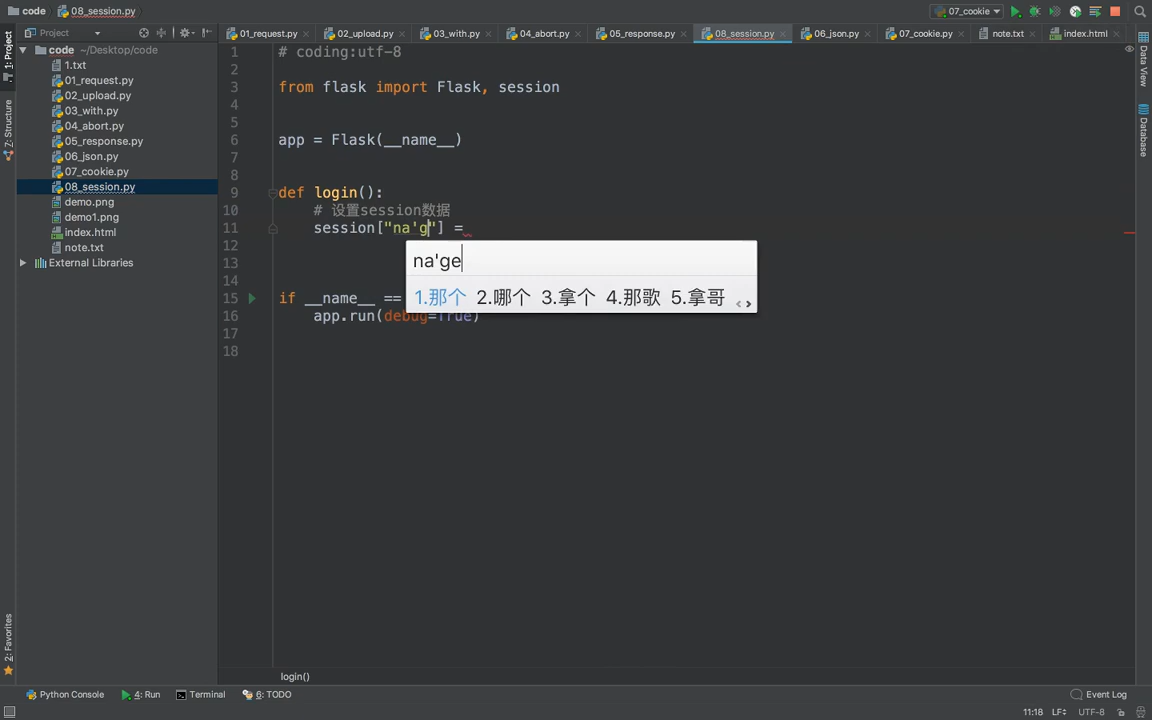 code 08_session.py 07_cookie
Project 01_request.py 02_upload.py 03_with.py 04_abort.py 05_response.py 08_session.py 06_json.py 07_cookie.py note.txt index.html
code ~/Desktop/code
1.txt
01_request.py
02_upload.py
03_with.py
04_abort.py
05_response.py
06_json.py
07_cookie.py
08_session.py
demo.png
demo1.png
index.html
note.txt
External Libraries
1: Project
Z: Structure
2: Favorites
1 # coding:utf-8
2
3 from flask import Flask, session
4
5
6 app = Flask(__name__)
7
8
9 def login():
10 # 设置session数据
11 session["na'g"] =
12
13
14
15 if __name__ ==
16 app.run(debug=True)
17
18
na'ge
1.那个 2.哪个 3.拿个 4.那歌 5.拿哥
Data View
Database
login()
Python Console 4: Run Terminal 6: TODO Event Log
11:18 LF UTF-8